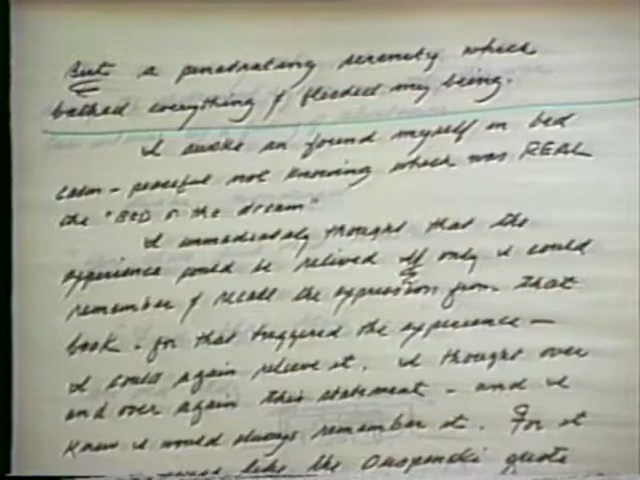 But a penetrating serenity which
bathed everything & flooded my being.
I awoke an found myself in bed
calm - peaceful not knowing which was REAL
the "BED or the dream"
I immediately thought that the
experience could be relived If only I could
remember & recall the expression from that
book - for that triggered the experience -
I could again relieve it. I thought over
and over again this statement - and I
knew I would always remember it. For it
like the Ouspenski quote